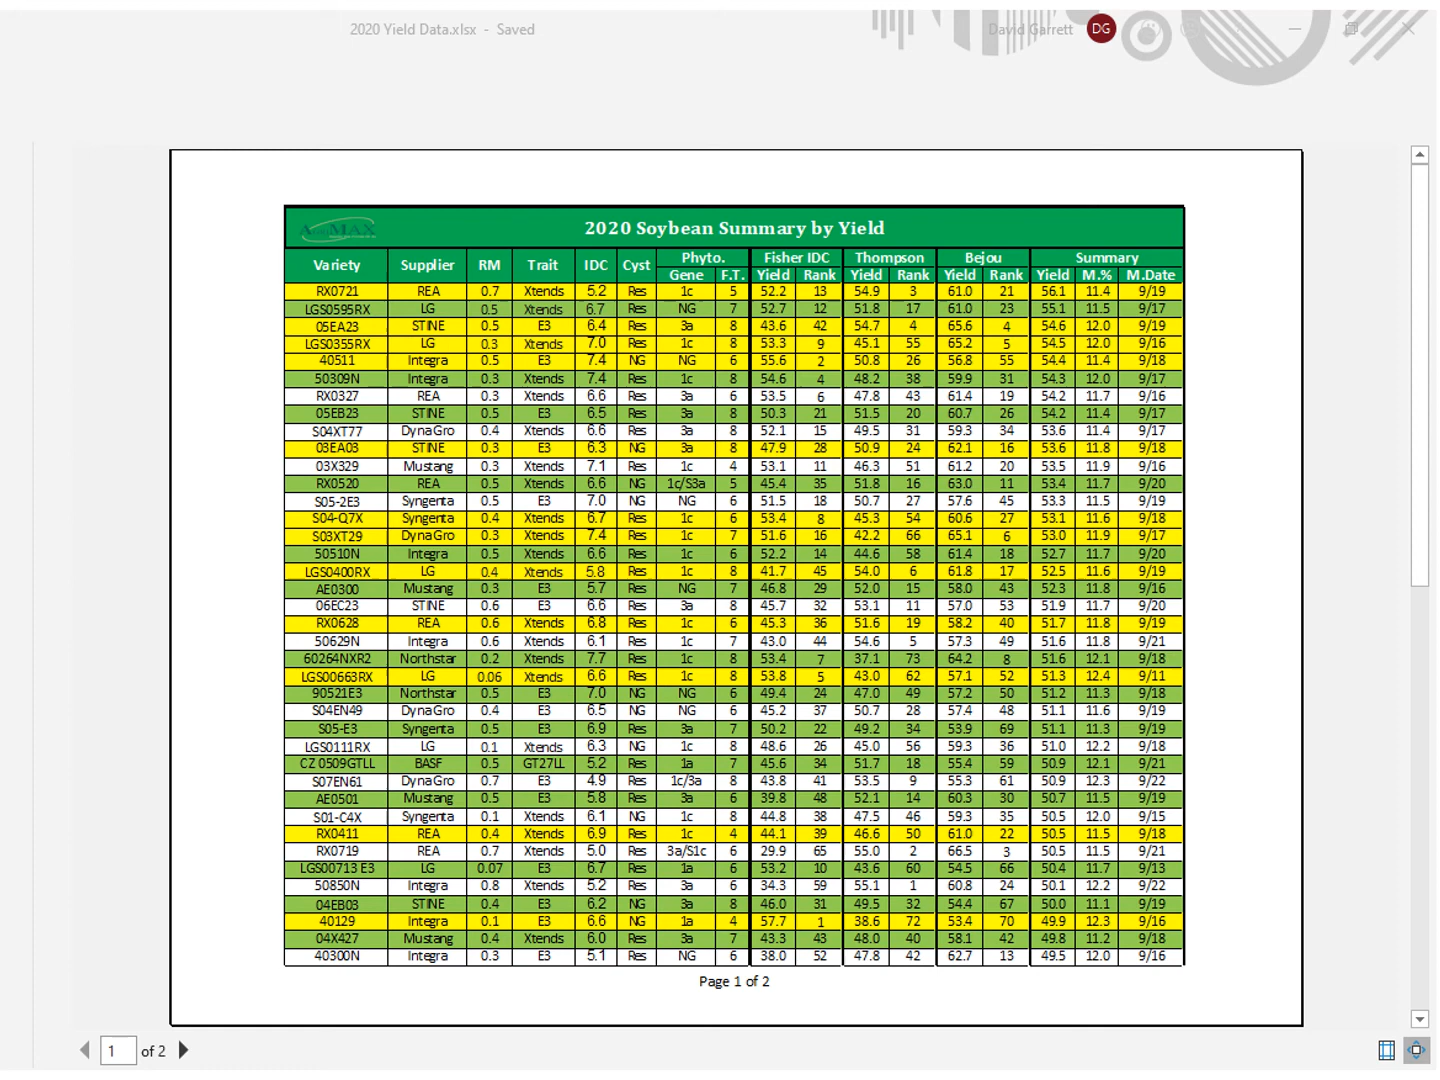 2020 Yield Data.xlsx - Saved
David Garrett DG
2020 Soybean Summary by Yield
Variety Supplier RM Trait IDC Cyst Phyto. Fisher IDC Thompson Bejou Summary
Gene F.T. Yield Rank Yield Rank Yield Rank Yield M.% M.Date
RX0721 REA 0.7 Xtends 5.2 Res 1c 5 52.2 13 54.9 3 61.0 21 56.1 11.4 9/19
LGS0595RX LG 0.5 Xtends 6.7 Res NG 7 52.7 12 51.8 17 61.0 23 55.1 11.5 9/17
05EA23 STINE 0.5 E3 6.4 Res 3a 8 43.6 42 54.7 4 65.6 4 54.6 12.0 9/19
LGS0355RX LG 0.3 Xtends 7.0 Res 1c 8 53.3 9 45.1 55 65.2 5 54.5 12.0 9/16
40511 Integra 0.5 E3 7.4 NG NG 6 55.6 2 50.8 26 56.8 55 54.4 11.4 9/18
50309N Integra 0.3 Xtends 7.4 Res 1c 8 54.6 4 48.2 38 59.9 31 54.3 12.0 9/17
RX0327 REA 0.3 Xtends 6.6 Res 3a 6 53.5 6 47.8 43 61.4 19 54.2 11.7 9/16
05EB23 STINE 0.5 E3 6.5 Res 3a 8 50.3 21 51.5 20 60.7 26 54.2 11.4 9/17
S04XT77 DynaGro 0.4 Xtends 6.6 Res 3a 8 52.1 15 49.5 31 59.3 34 53.6 11.4 9/17
03EA03 STINE 0.3 E3 6.3 NG 3a 8 47.9 28 50.9 24 62.1 16 53.6 11.8 9/18
03X329 Mustang 0.3 Xtends 7.1 Res 1c 4 53.1 11 46.3 51 61.2 20 53.5 11.9 9/16
RX0520 REA 0.5 Xtends 6.6 NG 1c/S3a 5 45.4 35 51.8 16 63.0 11 53.4 11.7 9/20
S05-2E3 Syngenta 0.5 E3 7.0 NG NG 6 51.5 18 50.7 27 57.6 45 53.3 11.5 9/19
S04-Q7X Syngenta 0.4 Xtends 6.7 Res 1c 6 53.4 8 45.3 54 60.6 27 53.1 11.6 9/18
S03XT29 DynaGro 0.3 Xtends 7.4 Res 1c 7 51.6 16 42.2 66 65.1 6 53.0 11.9 9/17
50510N Integra 0.5 Xtends 6.6 Res 1c 6 52.2 14 44.6 58 61.4 18 52.7 11.7 9/20
LGS0400RX LG 0.4 Xtends 5.8 Res 1c 8 41.7 45 54.0 6 61.8 17 52.5 11.6 9/19
AE0300 Mustang 0.3 E3 5.7 Res NG 7 46.8 29 52.0 15 58.0 43 52.3 11.8 9/16
06EC23 STINE 0.6 E3 6.6 Res 3a 8 45.7 32 53.1 11 57.0 53 51.9 11.7 9/20
RX0628 REA 0.6 Xtends 6.8 Res 1c 6 45.3 36 51.6 19 58.2 40 51.7 11.8 9/19
50629N Integra 0.6 Xtends 6.1 Res 1c 7 43.0 44 54.6 5 57.3 49 51.6 11.8 9/21
60264NXR2 Northstar 0.2 Xtends 7.7 Res 1c 8 53.4 7 37.1 73 64.2 8 51.6 12.1 9/18
LGS00663RX LG 0.06 Xtends 6.6 Res 1c 8 53.8 5 43.0 62 57.1 52 51.3 12.4 9/11
90521E3 Northstar 0.5 E3 7.0 NG NG 6 49.4 24 47.0 49 57.2 50 51.2 11.3 9/18
S04EN49 DynaGro 0.4 E3 6.5 NG NG 6 45.2 37 50.7 28 57.4 48 51.1 11.6 9/19
S05-E3 Syngenta 0.5 E3 6.9 Res 3a 7 50.2 22 49.2 34 53.9 69 51.1 11.3 9/19
LGS0111RX LG 0.1 Xtends 6.3 NG 1c 8 48.6 26 45.0 56 59.3 36 51.0 12.2 9/18
CZ 0509GTLL BASF 0.5 GT27LL 5.2 Res 1a 7 45.6 34 51.7 18 55.4 59 50.9 12.1 9/21
S07EN61 DynaGro 0.7 E3 4.9 Res 1c/3a 8 43.8 41 53.5 9 55.3 61 50.9 12.3 9/22
AE0501 Mustang 0.5 E3 5.8 Res 3a 6 39.8 48 52.1 14 60.3 30 50.7 11.5 9/19
S01-C4X Syngenta 0.1 Xtends 6.1 NG 1c 8 44.8 38 47.5 46 59.3 35 50.5 12.0 9/15
RX0411 REA 0.4 Xtends 6.9 Res 1c 4 44.1 39 46.6 50 61.0 22 50.5 11.5 9/18
RX0719 REA 0.7 Xtends 5.0 Res 3a/S1c 6 29.9 65 55.0 2 66.5 3 50.5 11.5 9/21
LGS00713 E3 LG 0.07 E3 6.7 Res 1a 6 53.2 10 43.6 60 54.5 66 50.4 11.7 9/13
50850N Integra 0.8 Xtends 5.2 Res 3a 6 34.3 59 55.1 1 60.8 24 50.1 12.2 9/22
04EB03 STINE 0.4 E3 6.2 NG 3a 8 46.0 31 49.5 32 54.4 67 50.0 11.1 9/19
40129 Integra 0.1 E3 6.6 NG 1a 4 57.7 1 38.6 72 53.4 70 49.9 12.3 9/16
04X427 Mustang 0.4 Xtends 6.0 Res 3a 7 43.3 43 48.0 40 58.1 42 49.8 11.2 9/18
40300N Integra 0.3 E3 5.1 Res NG 6 38.0 52 47.8 42 62.7 13 49.5 12.0 9/16
Page 1 of 2
1 of 2